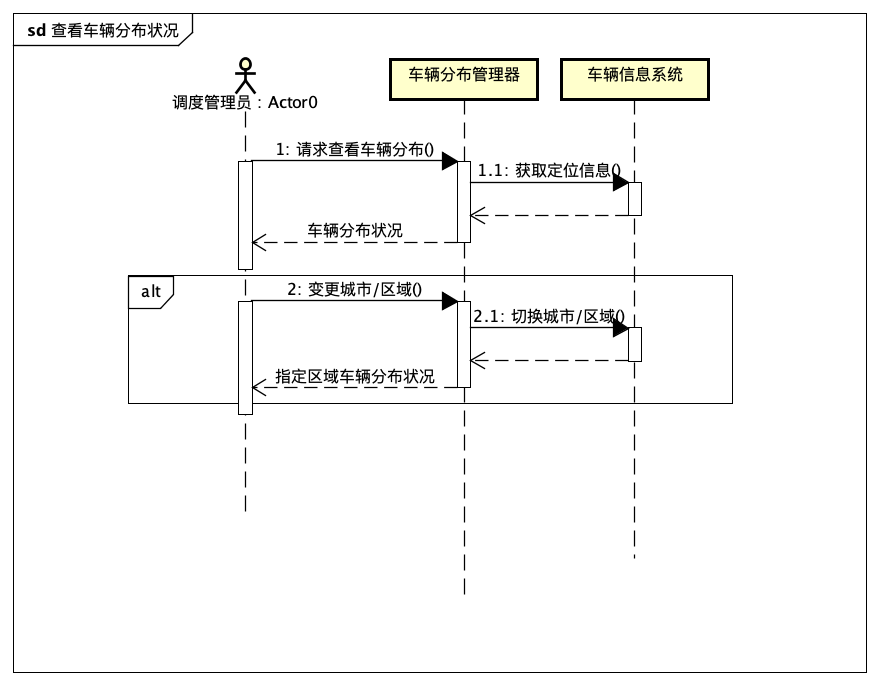 sd 查看车辆分布状况
车辆分布管理器
车辆信息系统
调度管理员 : Actor0
1: 请求查看车辆分布()
1.1: 获取定位信息()
车辆分布状况
alt
2: 变更城市/区域()
2.1: 切换城市/区域()
指定区域车辆分布状况